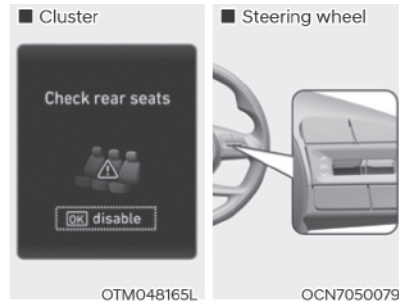 ■ Cluster
■ Steering wheel
Check rear seats
OK disable
OTM048165L
OCN7050079